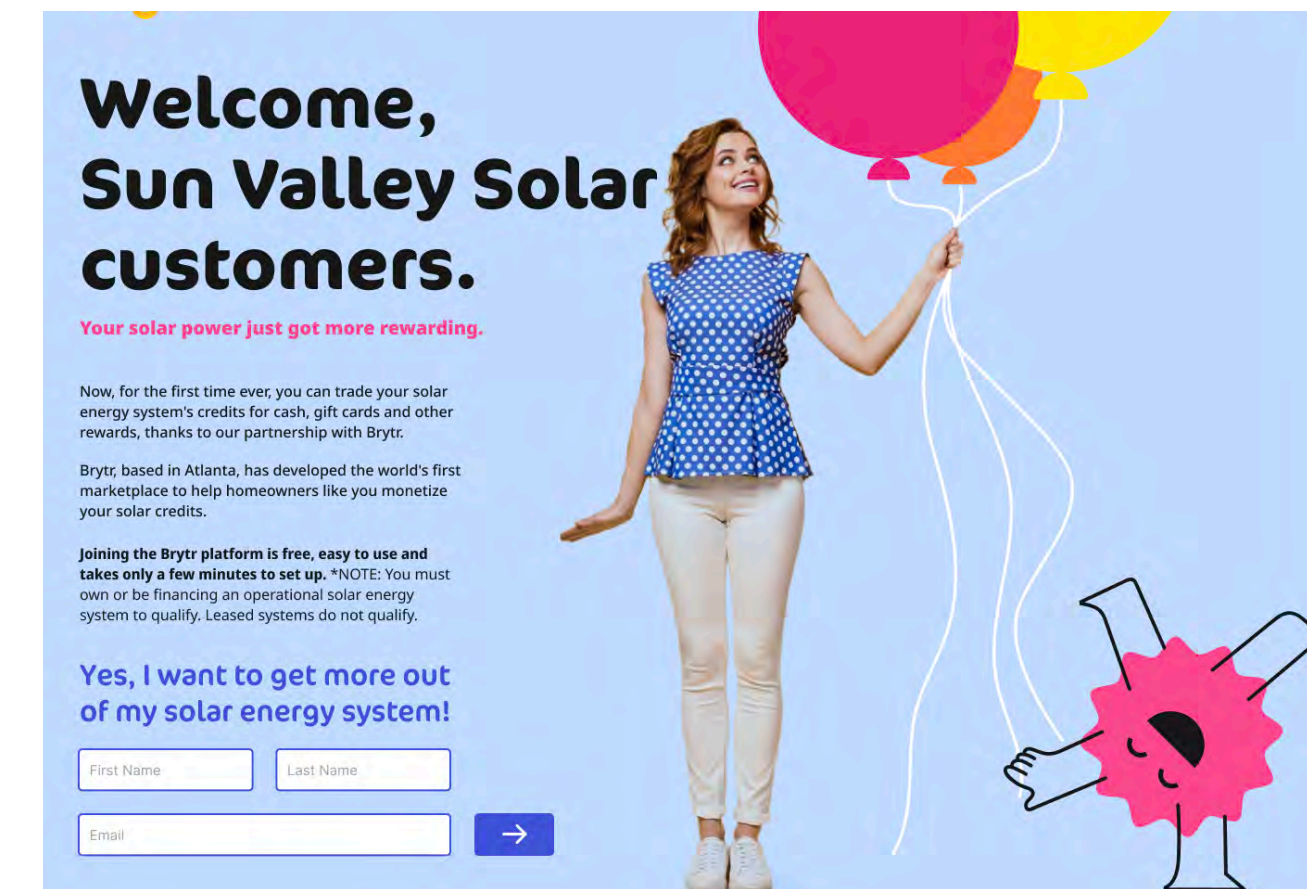 Welcome,
Sun Valley Solar
customers.
Your solar power just got more rewarding.
Now, for the first time ever, you can trade your solar
energy system's credits for cash, gift cards and other
rewards, thanks to our partnership with Brytr.
Brytr, based in Atlanta, has developed the world's first
marketplace to help homeowners like you monetize
your solar credits.
Joining the Brytr platform is free, easy to use and
takes only a few minutes to set up. *NOTE: You must
own or be financing an operational solar energy
system to qualify. Leased systems do not qualify.
Yes, I want to get more out
of my solar energy system!
First Name
Last Name
Email